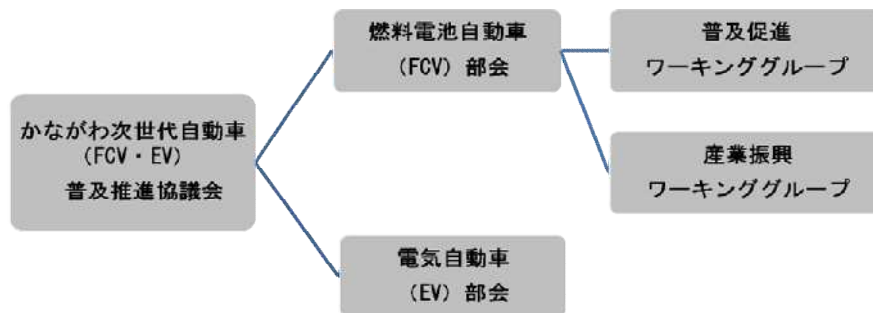 燃料電池自動車
(FCV) 部会
普及促進
ワーキンググループ
かながわ次世代自動車
(FCV・EV)
普及推進協議会
産業振興
ワーキンググループ
電気自動車
(EV) 部会